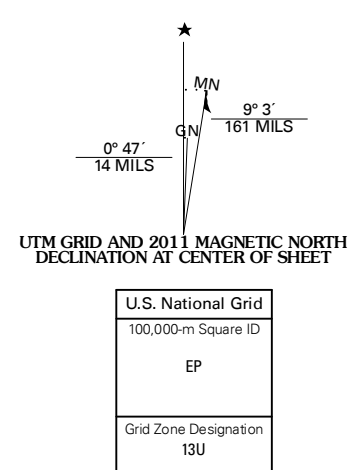 ★
MN
9° 3´
161 MILS
GN
0° 47´
14 MILS
UTM GRID AND 2011 MAGNETIC NORTH
DECLINATION AT CENTER OF SHEET
U.S. National Grid
100,000-m Square ID
EP
Grid Zone Designation
13U